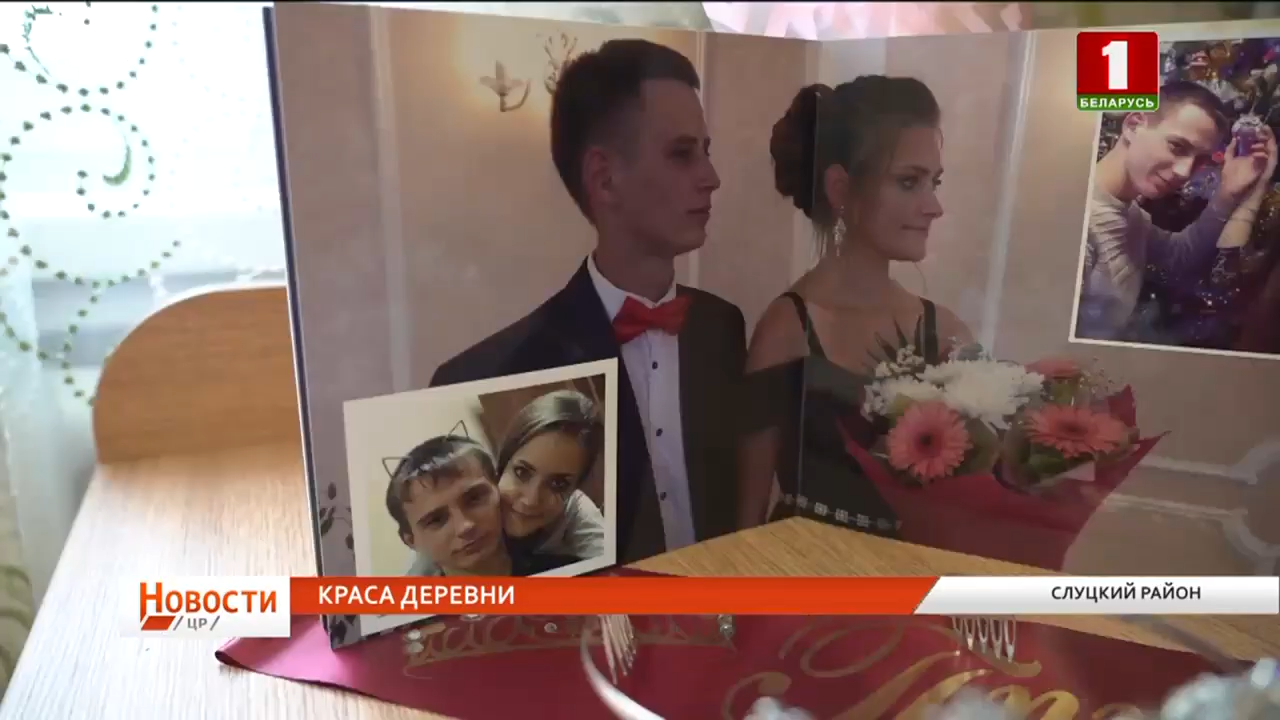 1
БЕЛАРУСЬ
НОВОСТИ
/ ЦР /
КРАСА ДЕРЕВНИ
СЛУЦКИЙ РАЙОН